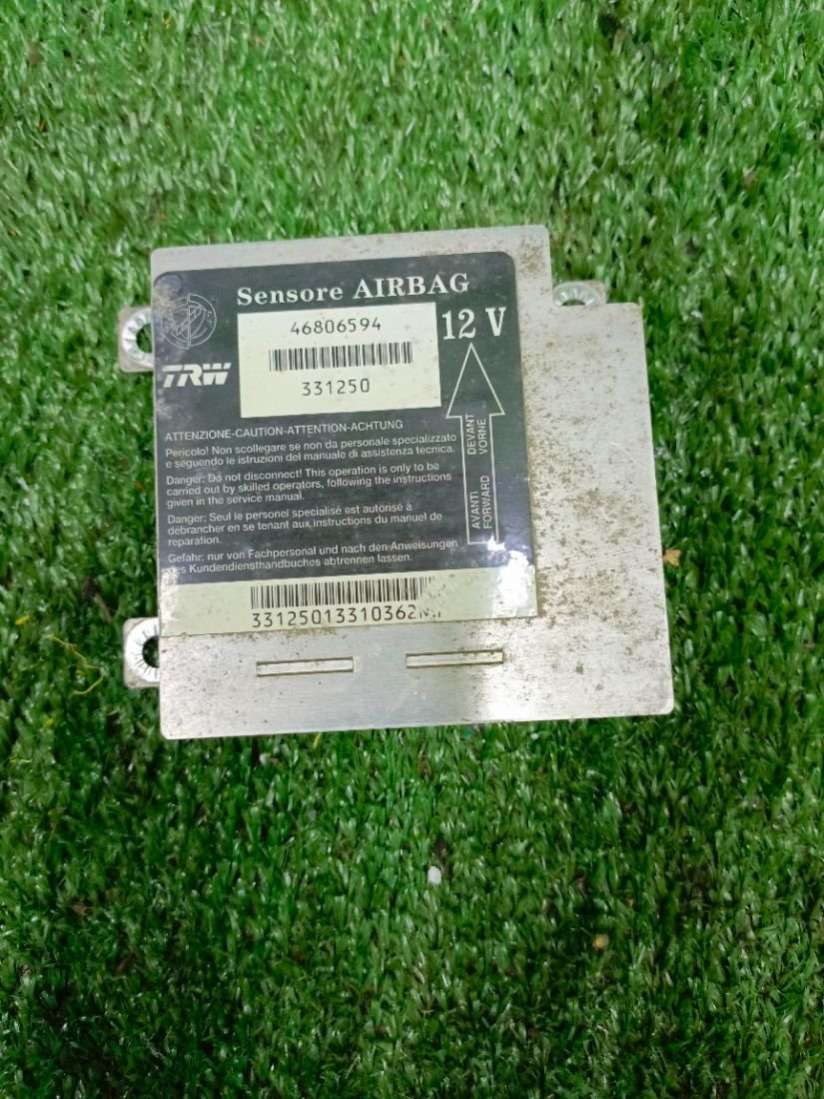 Sensore AIRBAG
46806594
12 V
TRW
331250
ATTENZIONE-CAUTION-ATTENTION-ACHTUNG
Pericolo! Non scollegare se non da personale specializzato
e seguendo le istruzioni del manuale di assistenza tecnica.
Danger: Do not disconnect! This operation is only to be
carried out by skilled operators, following the instructions
given in the service manual.
Danger: Seul le personel specialisé est autorisé à
débrancher en se tenant aux instructions du manuel de
reparation.
Gefahr: nur von Fachpersonal und nach den Anweisungen
des Kundendiensthandbuches abtrennen lassen.
AVANTI DEVANT
FORWARD VORNE
33125013310362